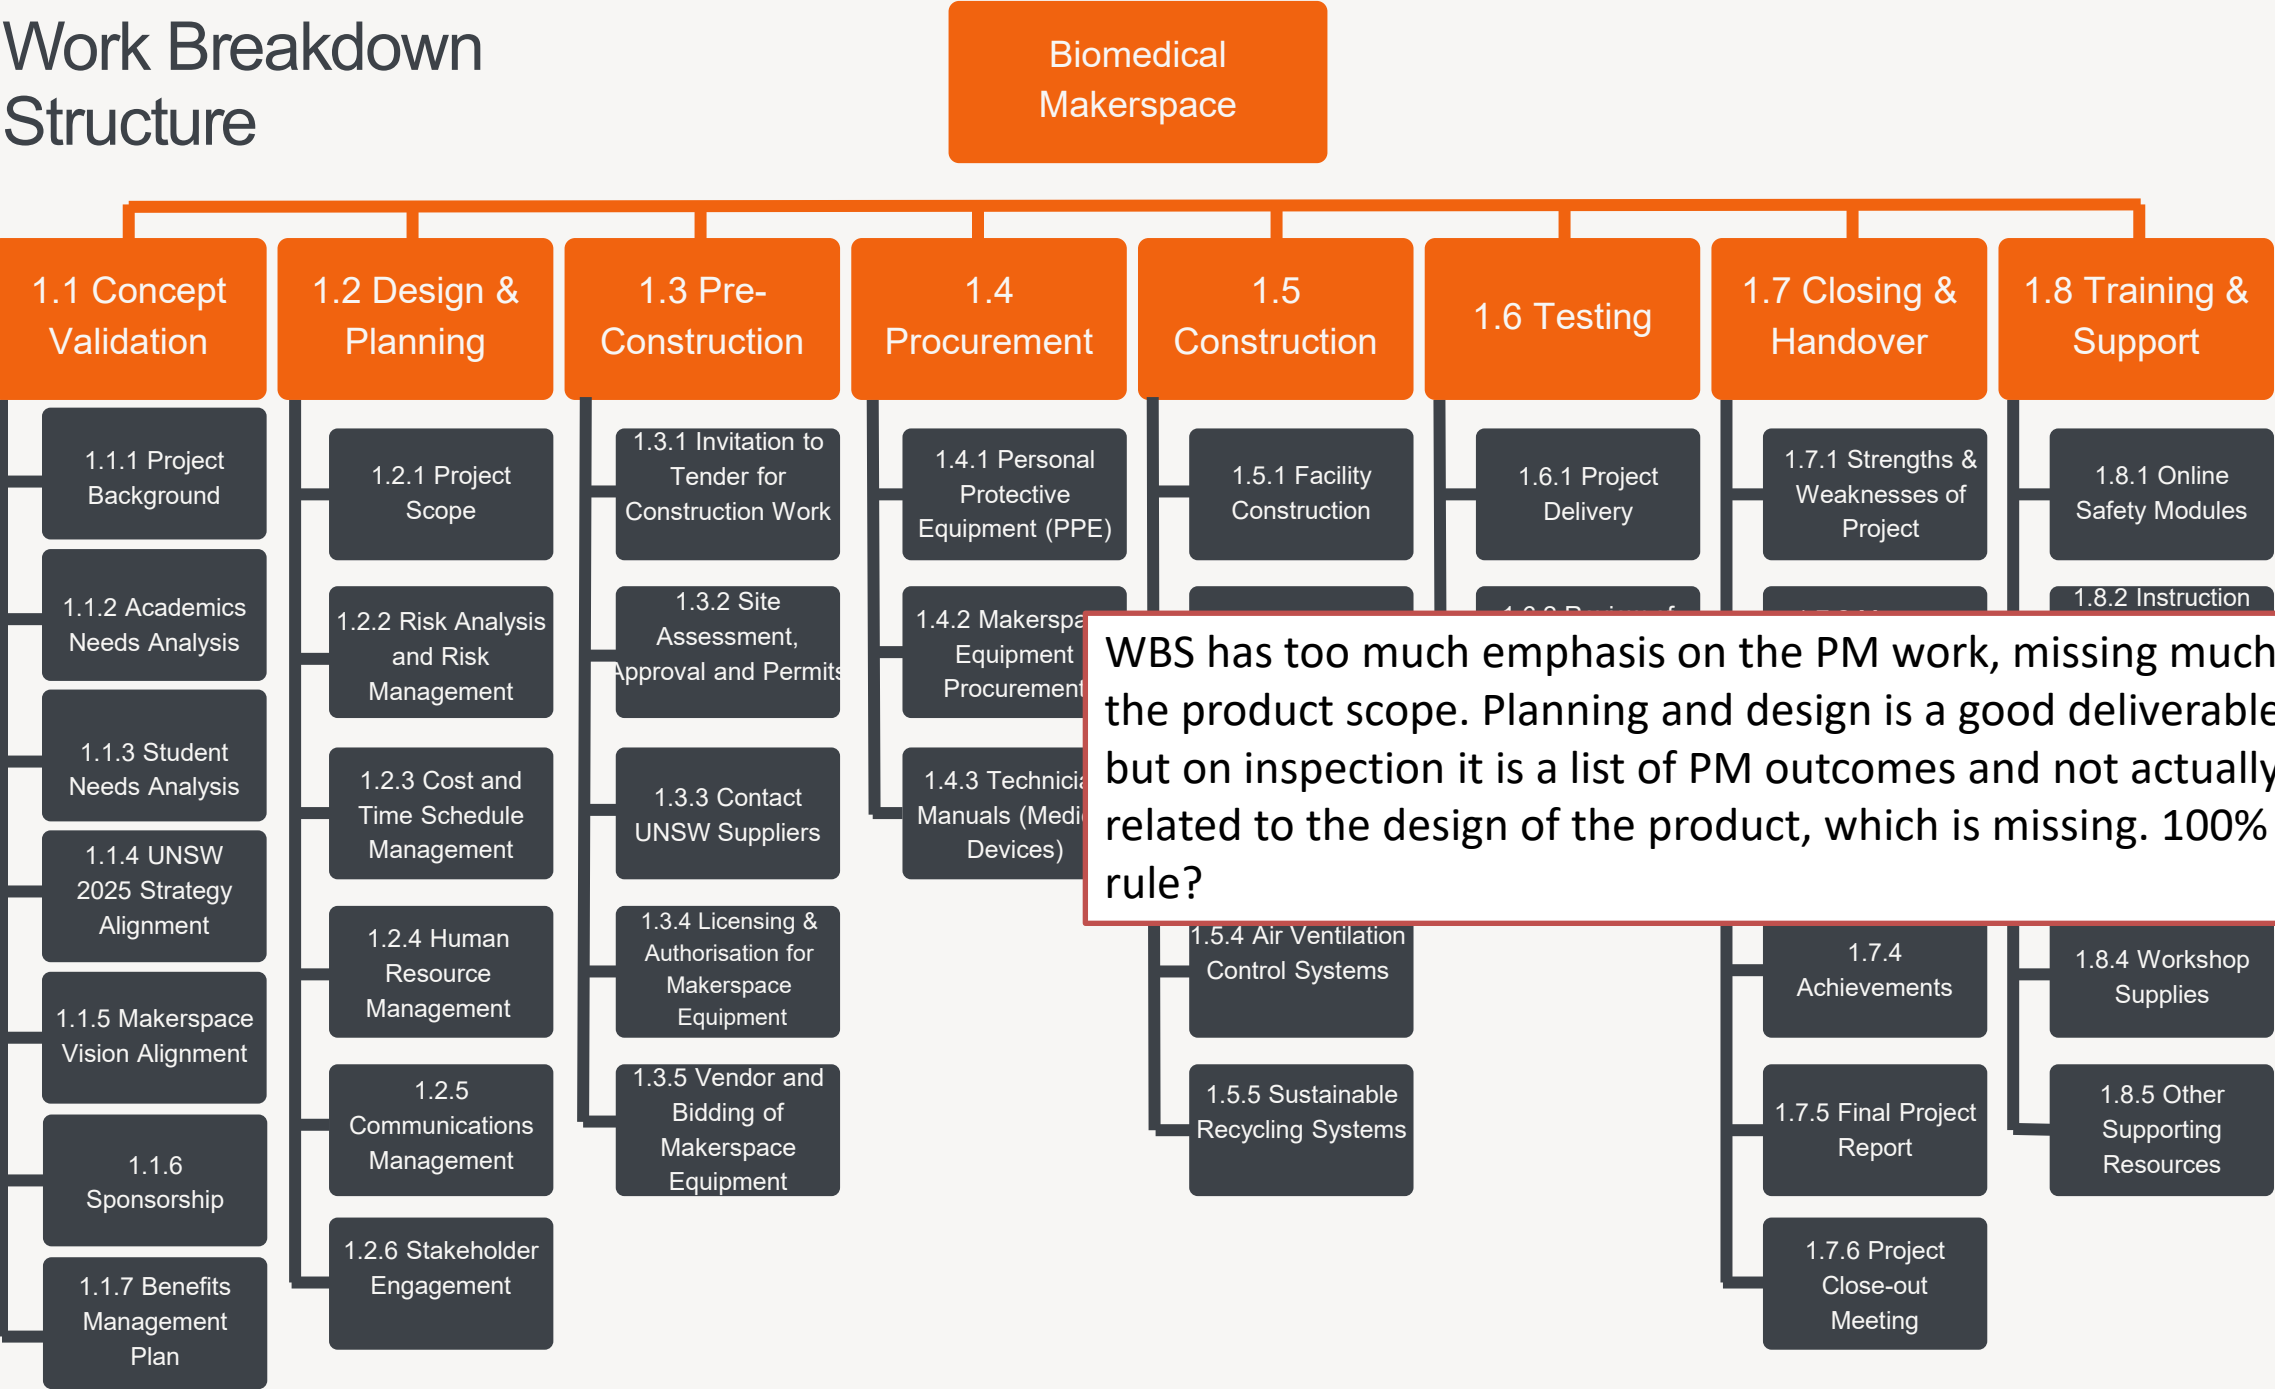 Work Breakdown
Structure
Biomedical
Makerspace
1.1 Concept
Validation
1.2 Design &
Planning
1.3 Pre-
Construction
1.4
Procurement
1.5
Construction
1.6 Testing
1.7 Closing &
Handover
1.8 Training &
Support
1.1.1 Project
Background
1.1.2 Academics
Needs Analysis
1.1.3 Student
Needs Analysis
1.1.4 UNSW
2025 Strategy
Alignment
1.1.5 Makerspace
Vision Alignment
1.1.6
Sponsorship
1.1.7 Benefits
Management
Plan
1.2.1 Project
Scope
1.2.2 Risk Analysis
and Risk
Management
1.2.3 Cost and
Time Schedule
Management
1.2.4 Human
Resource
Management
1.2.5
Communications
Management
1.2.6 Stakeholder
Engagement
1.3.1 Invitation to
Tender for
Construction Work
1.3.2 Site
Assessment,
Approval and Permits
1.3.3 Contact
UNSW Suppliers
1.3.4 Licensing &
Authorisation for
Makerspace
Equipment
1.3.5 Vendor and
Bidding of
Makerspace
Equipment
1.4.1 Personal
Protective
Equipment (PPE)
1.4.2
Equipment
Procurement
1.4.3
Manuals
Devices)
1.5.1 Facility
Construction
1.5.4 Air Ventilation
Control Systems
1.5.5 Sustainable
Recycling Systems
1.6.1 Project
Delivery
1.7.1 Strengths &
Weaknesses of
Project
1.7.4
Achievements
1.7.5 Final Project
Report
1.7.6 Project
Close-out
Meeting
1.8.1 Online
Safety Modules
1.8.2 Instruction
1.8.4 Workshop
Supplies
1.8.5 Other
Supporting
Resources
WBS has too much emphasis on the PM work, missing much
the product scope. Planning and design is a good deliverable
but on inspection it is a list of PM outcomes and not actually
related to the design of the product, which is missing. 100%
rule?